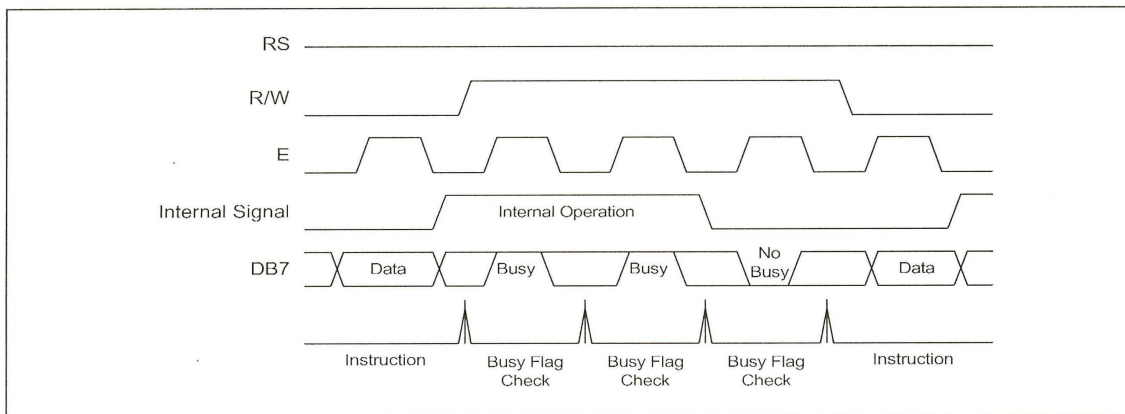 RS
R/W
E
Internal Signal
Internal Operation
DB7
Data
Busy
Busy
No
Busy
Data
Instruction
Busy Flag
Check
Busy Flag
Check
Busy Flag
Check
Instruction